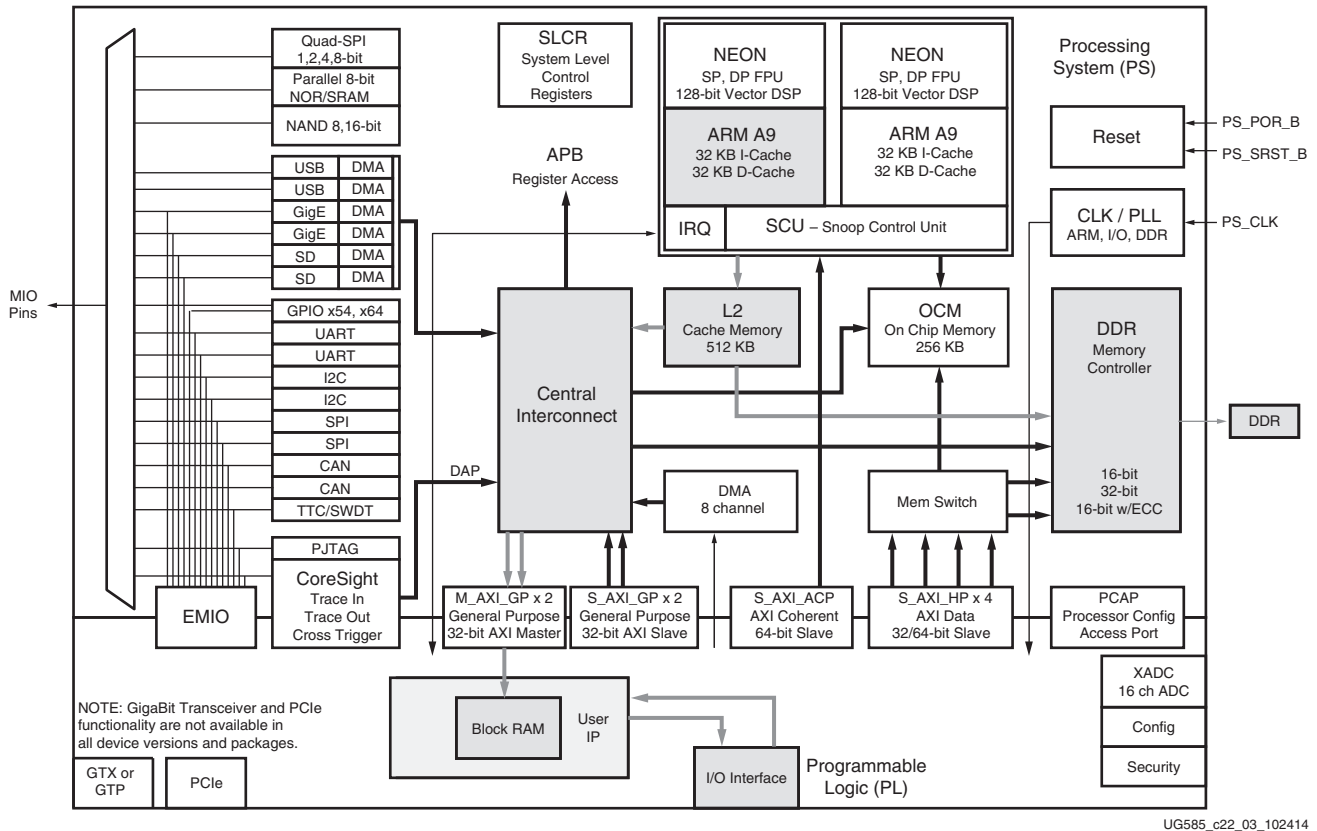 Quad-SPI
1,2,4,8-bit
Parallel 8-bit
NOR/SRAM
NAND 8,16-bit
USB DMA
USB DMA
GigE DMA
GigE DMA
SD DMA
SD DMA
GPIO x54, x64
UART
UART
I2C
I2C
SPI
SPI
CAN
CAN
TTC/SWDT
PJTAG
CoreSight
Trace In
Trace Out
Cross Trigger
MIO
Pins
EMIO
SLCR
System Level
Control
Registers
APB
Register Access
NEON
SP, DP FPU
128-bit Vector DSP
ARM A9
32 KB I-Cache
32 KB D-Cache
NEON
SP, DP FPU
128-bit Vector DSP
ARM A9
32 KB I-Cache
32 KB D-Cache
IRQ
SCU – Snoop Control Unit
Processing
System (PS)
Reset
PS_POR_B
PS_SRST_B
CLK / PLL
ARM, I/O, DDR
PS_CLK
Central
Interconnect
DAP
L2
Cache Memory
512 KB
OCM
On Chip Memory
256 KB
DDR
Memory
Controller
16-bit
32-bit
16-bit w/ECC
DDR
DMA
8 channel
Mem Switch
M_AXI_GP x 2
General Purpose
32-bit AXI Master
S_AXI_GP x 2
General Purpose
32-bit AXI Slave
S_AXI_ACP
AXI Coherent
64-bit Slave
S_AXI_HP x 4
AXI Data
32/64-bit Slave
PCAP
Processor Config
Access Port
XADC
16 ch ADC
Config
Security
NOTE: GigaBit Transceiver and PCIe
functionality are not available in
all device versions and packages.
GTX or
GTP
PCIe
Block RAM
User
IP
I/O Interface
Programmable
Logic (PL)
UG585_c22_03_102414